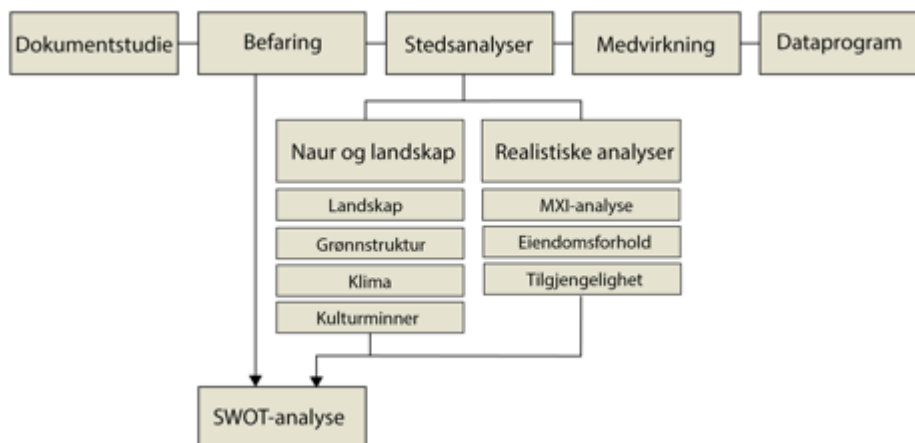 Dokumentstudie
Befaring
Stedsanalyser
Medvirkning
Dataprogram
Naur og landskap
Landskap
Grønnstruktur
Klima
Kulturminner
Realistiske analyser
MXI-analyse
Eiendomsforhold
Tilgjengelighet
SWOT-analyse